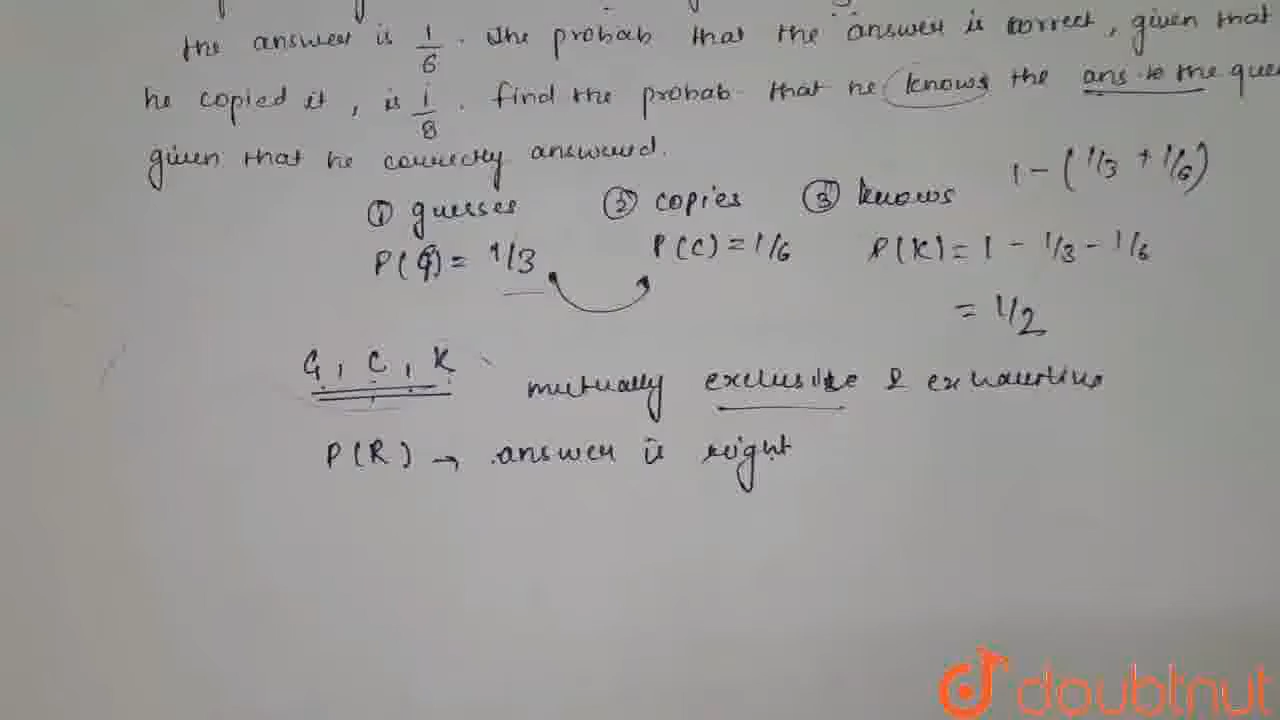 the answer is 1/6. The probab that the answer is correct, given that
he copied it, is 1/8. find the probab. that he knows the ans to the ques
given that he correctly answered.
1 - (1/3 + 1/6)
① guesses ② copies ③ knows
P(G) = 1/3 P(C) = 1/6 P(K) = 1 - 1/3 - 1/6
= 1/2
G, C, K mutually exclusive & exhaustive
P(R) → answer is right
doubtnut